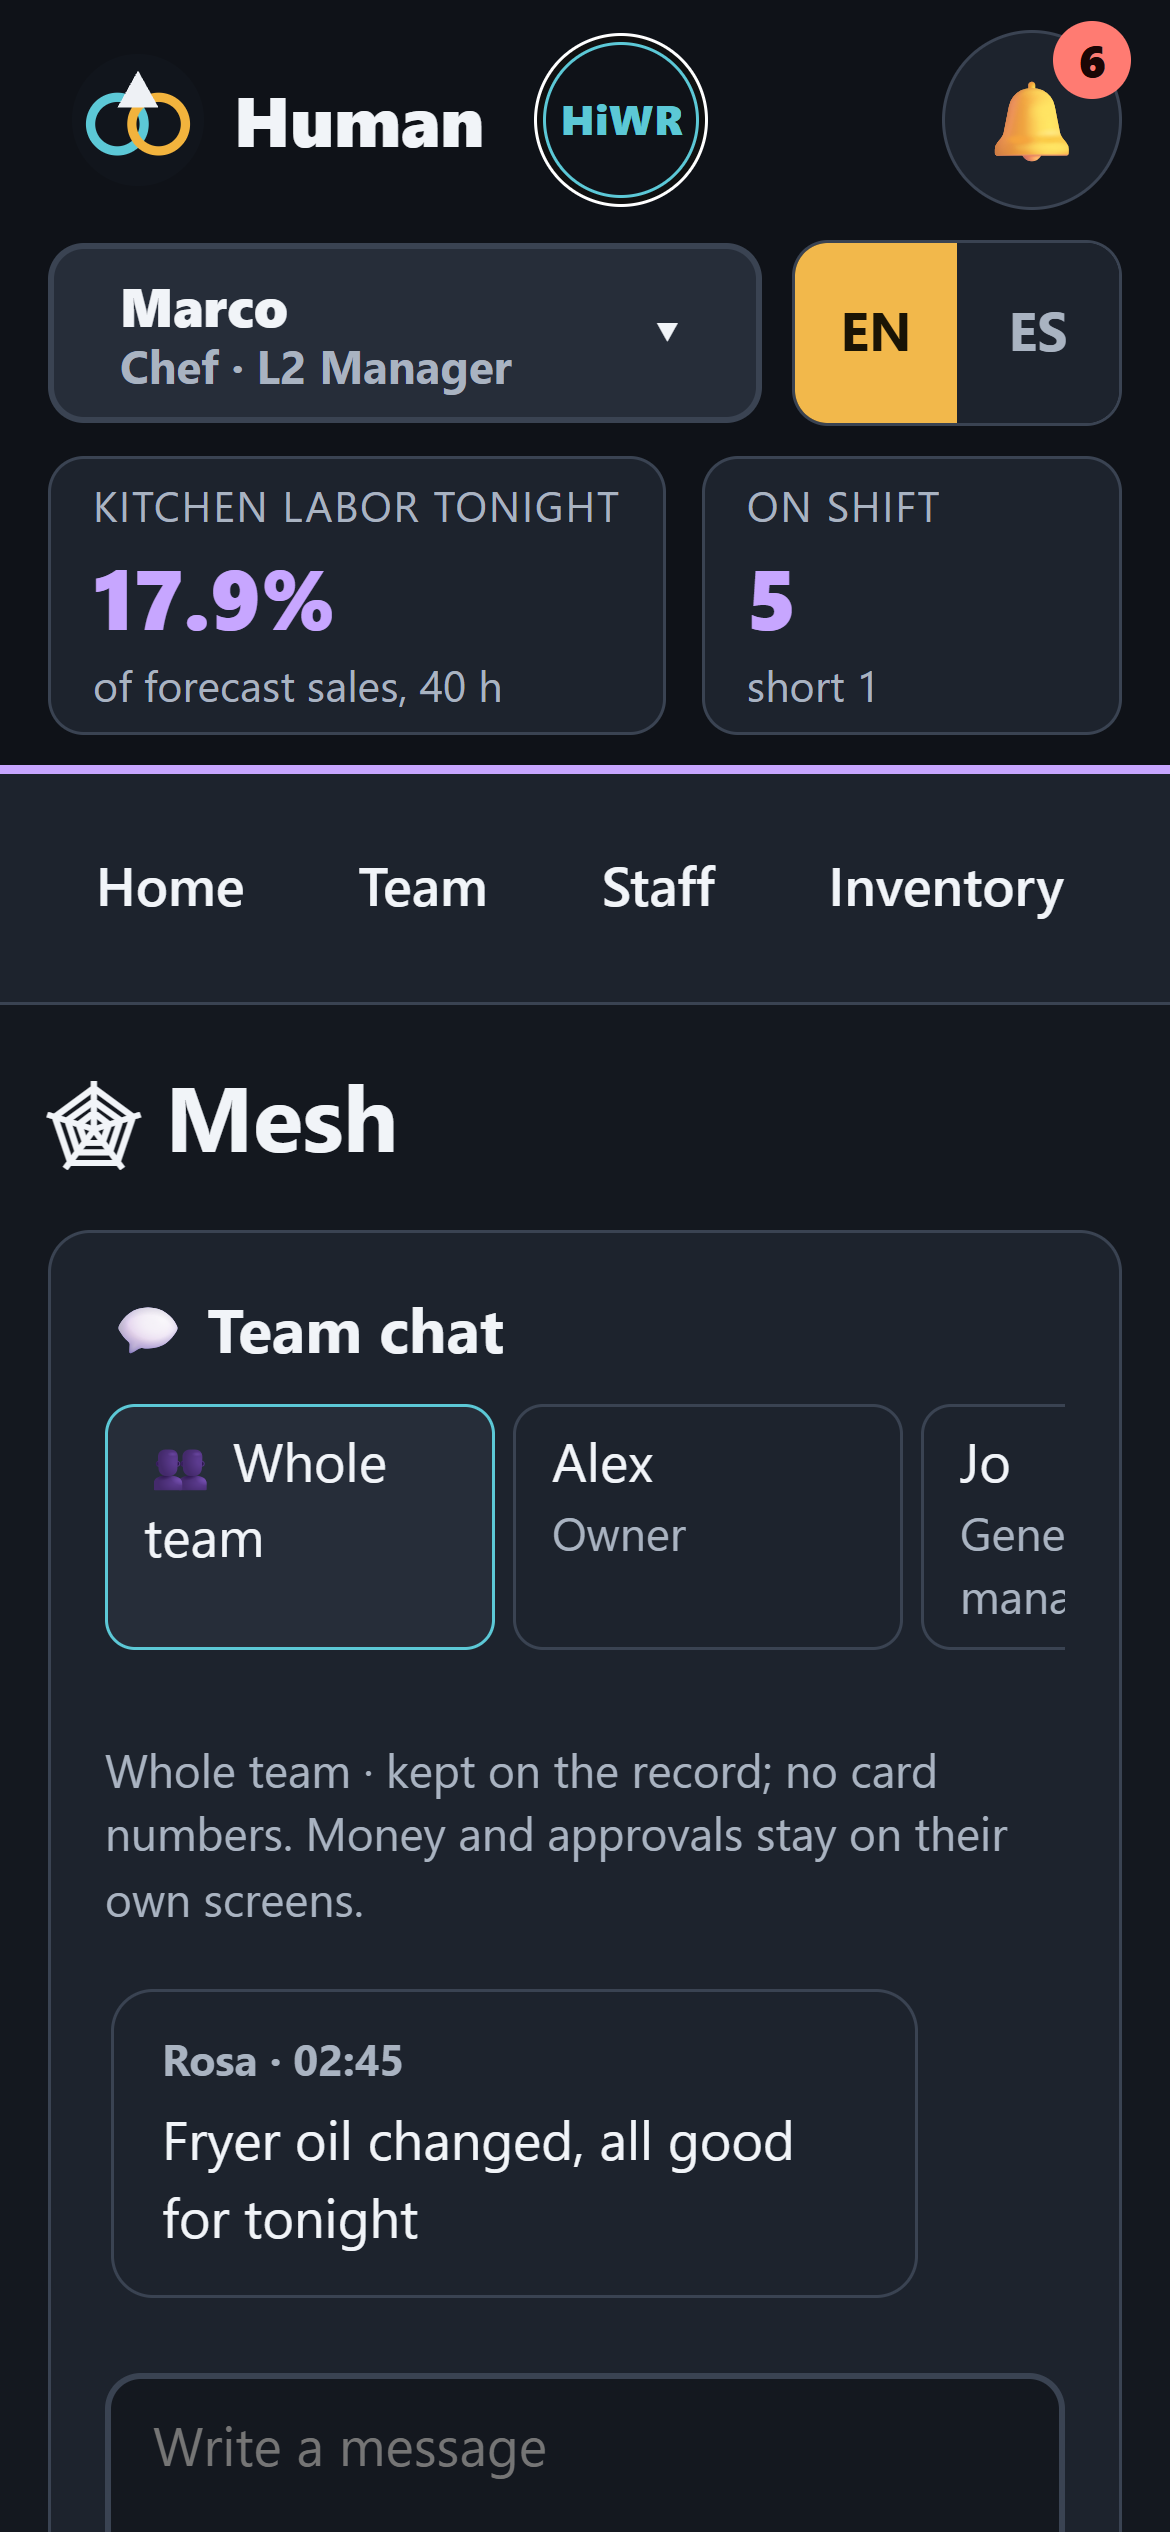 Human
HiWR
6
Marco
Chef · L2 Manager
EN
ES
KITCHEN LABOR TONIGHT
17.9%
of forecast sales, 40 h
ON SHIFT
5
short 1
Home
Team
Staff
Inventory
Mesh
Team chat
Whole
team
Alex
Owner
Jo
Gene
mana
Whole team · kept on the record; no card
numbers. Money and approvals stay on their
own screens.
Rosa · 02:45
Fryer oil changed, all good
for tonight
Write a message